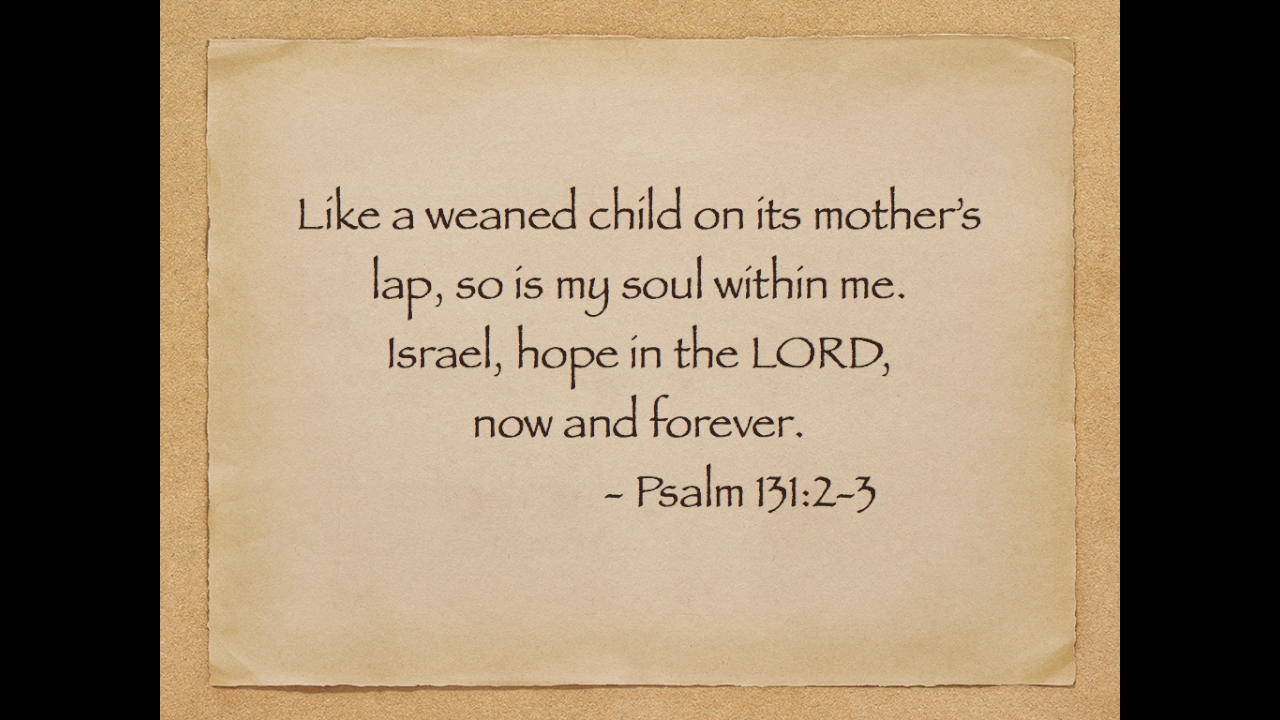 Like a weaned child on its mother’s
lap, so is my soul within me.
Israel, hope in the LORD,
now and forever.
- Psalm 131:2-3